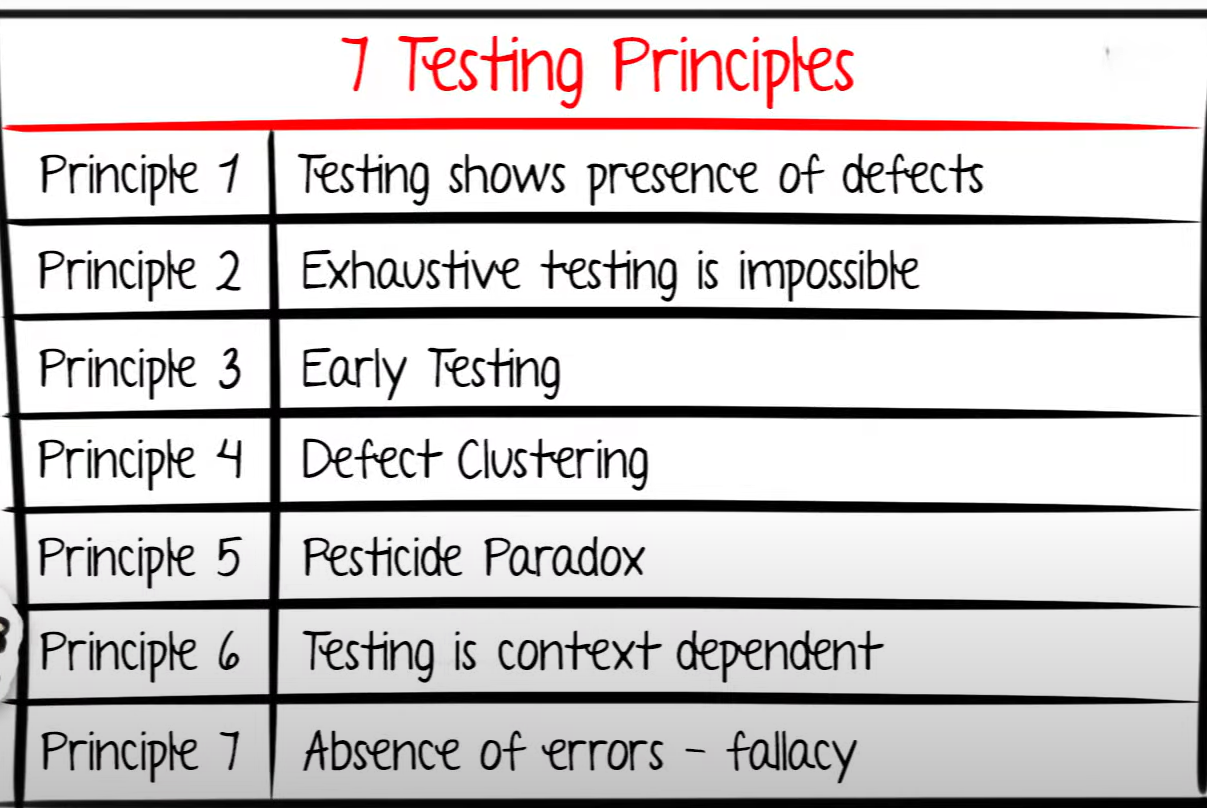 7 Testing Principles
Principle 1 Testing shows presence of defects
Principle 2 Exhaustive testing is impossible
Principle 3 Early Testing
Principle 4 Defect Clustering
Principle 5 Pesticide Paradox
Principle 6 Testing is context dependent
Principle 7 Absence of errors - fallacy